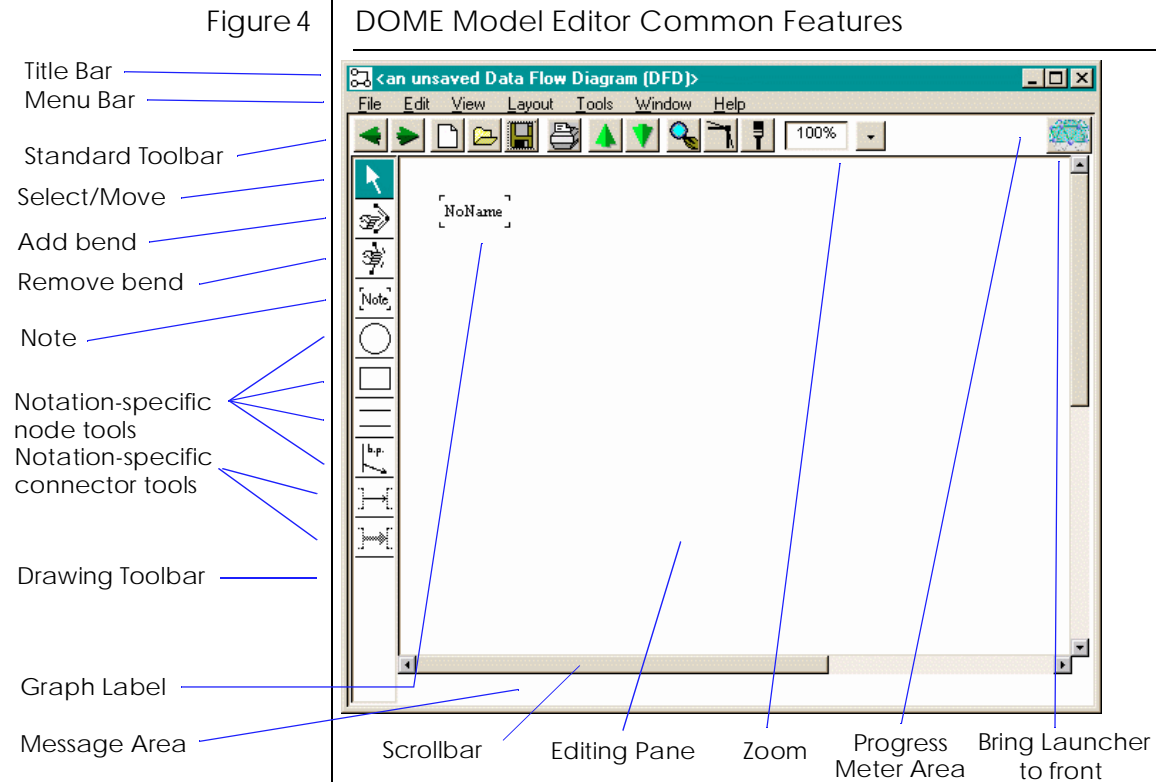 Figure 4
DOME Model Editor Common Features
Title Bar
Menu Bar
Standard Toolbar
Select/Move
Add bend
Remove bend
Note
Notation-specific
node tools
Notation-specific
connector tools
Drawing Toolbar
Graph Label
Message Area
<an unsaved Data Flow Diagram (DFD)>
File Edit View Layout Tools Window Help
100%
NoName
[Note]
b.p.
Scrollbar
Editing Pane
Zoom
Progress
Meter Area
Bring Launcher
to front